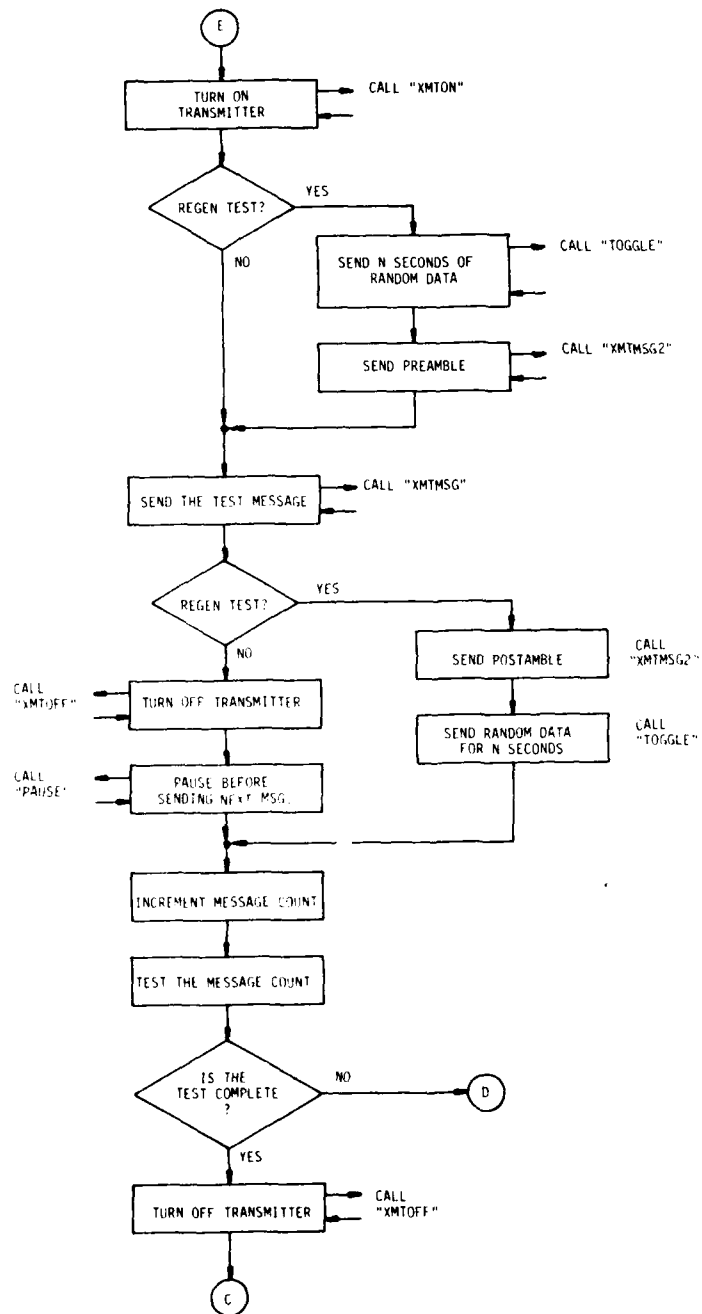 E
TURN ON
TRANSMITTER
CALL "XMTON"
REGEN TEST?
YES
NO
SEND N SECONDS OF
RANDOM DATA
CALL "TOGGLE"
SEND PREAMBLE
CALL "XMTMSG2"
SEND THE TEST MESSAGE
CALL "XMTMSG"
REGEN TEST?
YES
NO
SEND POSTAMBLE
CALL
"XMTMSG2"
CALL
"XMTOFF"
TURN OFF TRANSMITTER
SEND RANDOM DATA
FOR N SECONDS
CALL
"TOGGLE"
CALL
"PAUSE'
PAUSE BEFORE
SENDING NEXT MSG.
INCREMENT MESSAGE COUNT
TEST THE MESSAGE COUNT
IS THE
TEST COMPLETE
?
NO
D
YES
TURN OFF TRANSMITTER
CALL
"XMTOFF"
C